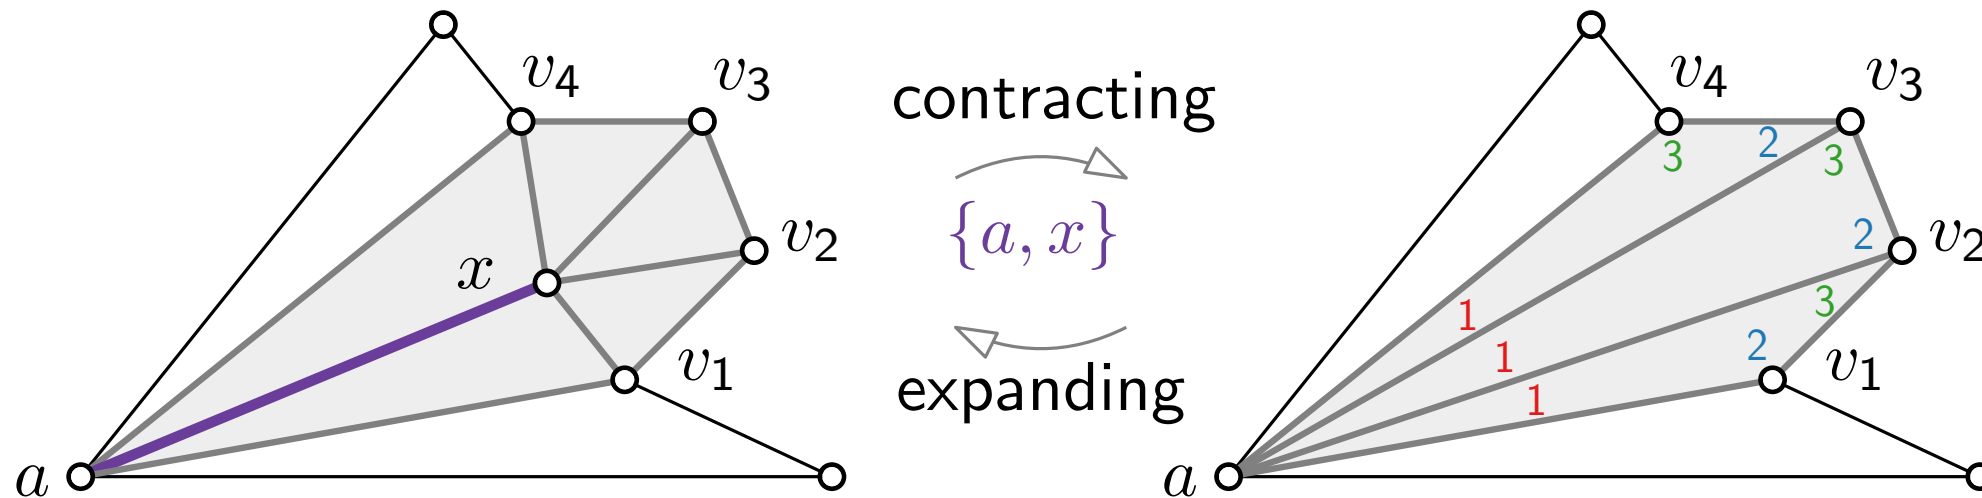 v4
v3
v2
x
v1
a
contracting
{a, x}
expanding
v4
v3
3
2
3
2
v2
1
3
1
2
v1
1
a